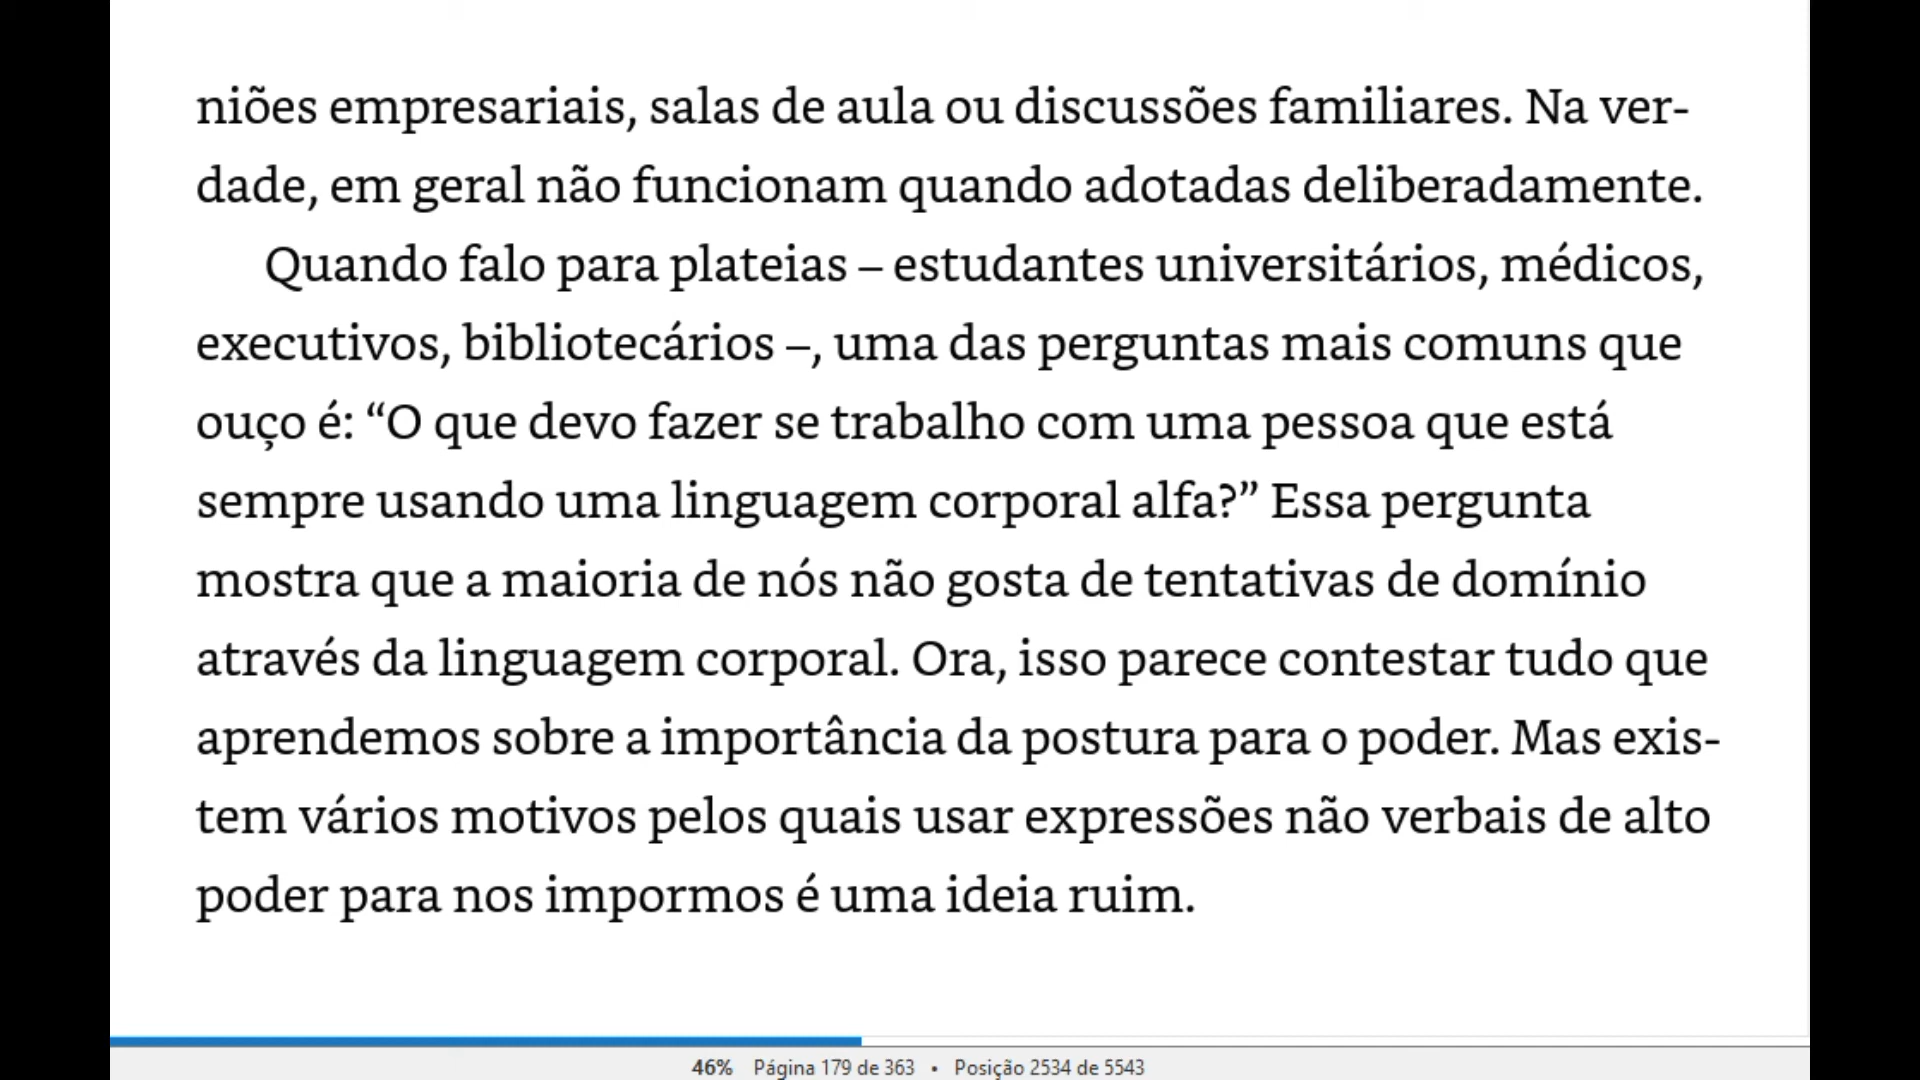 niões empresariais, salas de aula ou discussões familiares. Na ver-
dade, em geral não funcionam quando adotadas deliberadamente.
Quando falo para plateias – estudantes universitários, médicos,
executivos, bibliotecários –, uma das perguntas mais comuns que
ouço é: “O que devo fazer se trabalho com uma pessoa que está
sempre usando uma linguagem corporal alfa?” Essa pergunta
mostra que a maioria de nós não gosta de tentativas de domínio
através da linguagem corporal. Ora, isso parece contestar tudo que
aprendemos sobre a importância da postura para o poder. Mas exis-
tem vários motivos pelos quais usar expressões não verbais de alto
poder para nos impormos é uma ideia ruim.
46% Página 179 de 363 • Posição 2534 de 5543